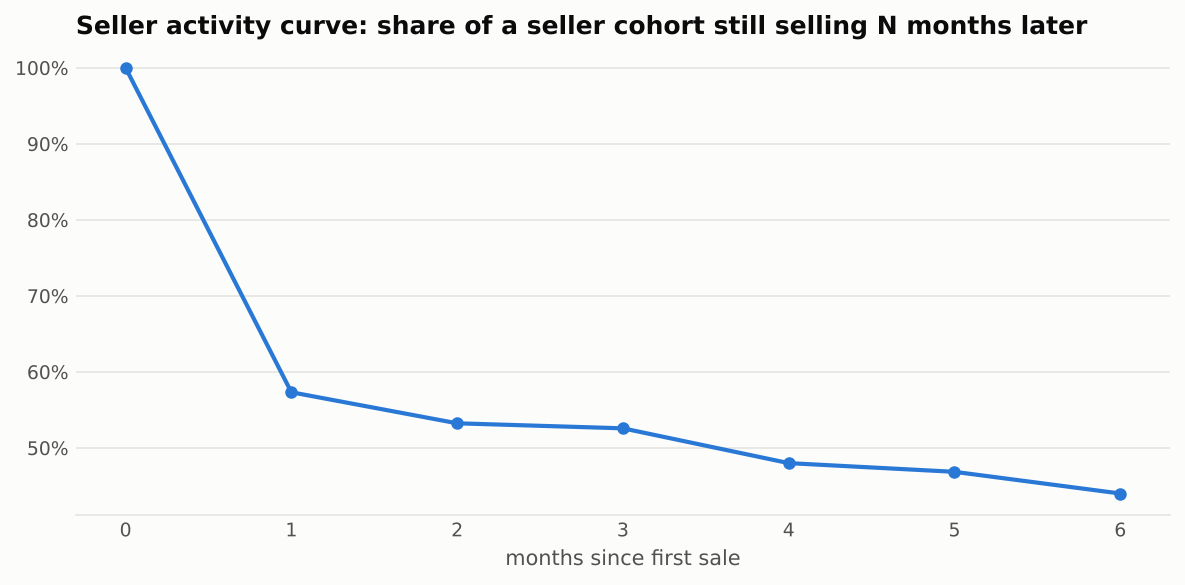 Seller activity curve: share of a seller cohort still selling N months later
100%
90%
80%
70%
60%
50%
0 1 2 3 4 5 6
months since first sale